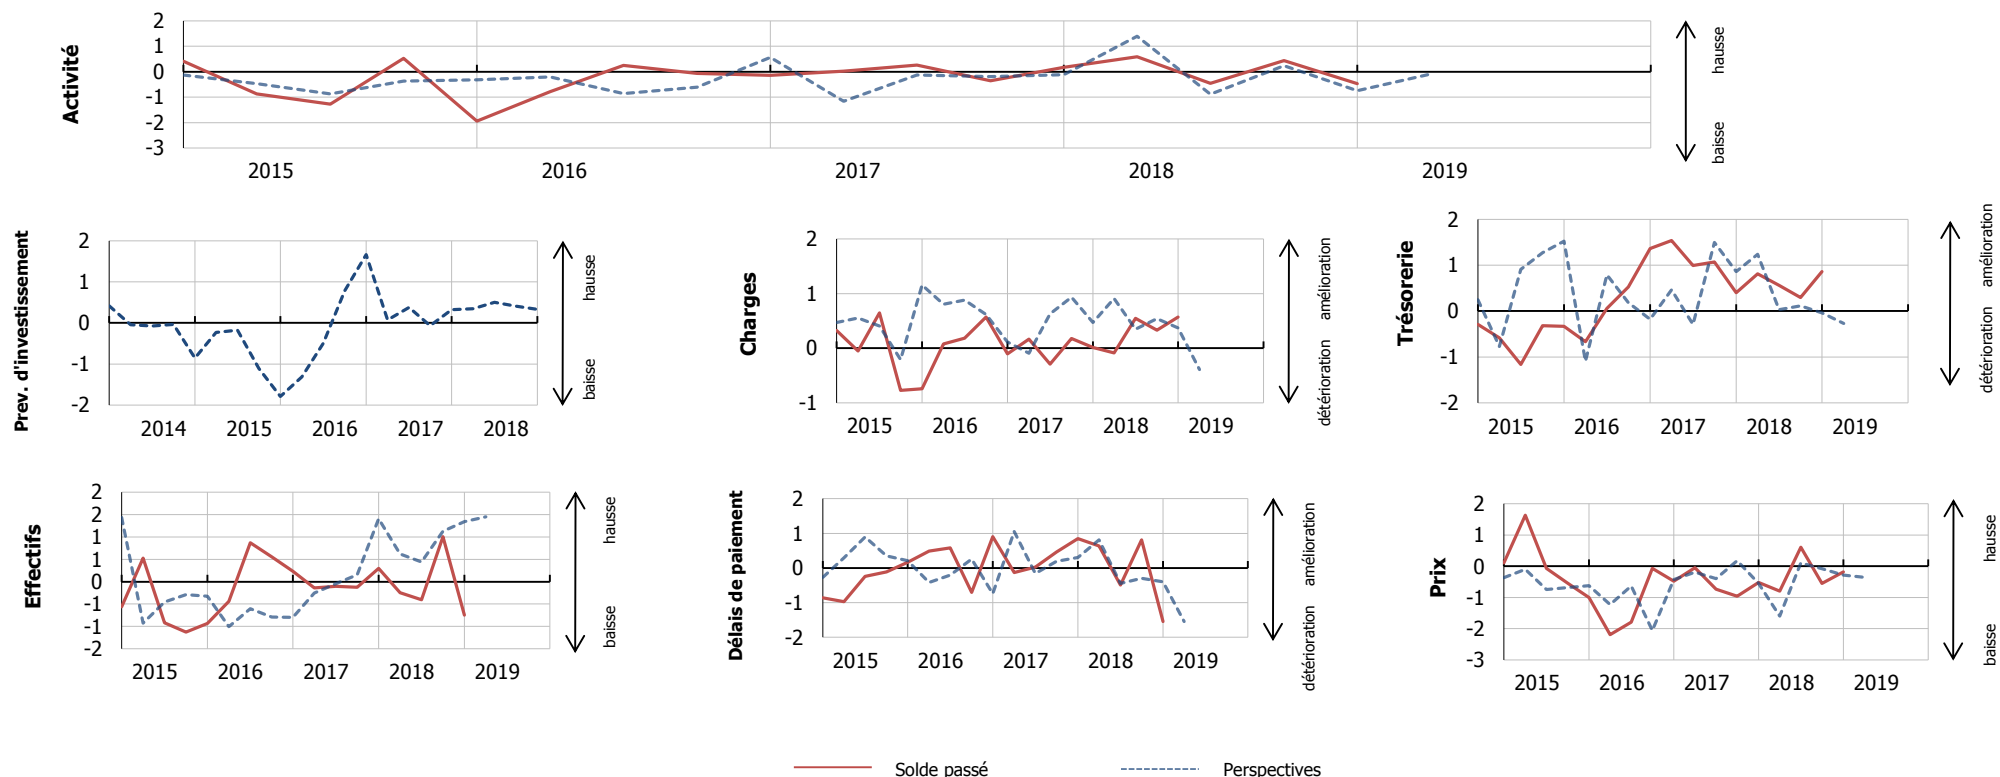 Activité
2
1
0
-1
-2
-3
2015 2016 2017 2018 2019
hausse
baisse
Prev. d'investissement
2
1
0
-1
-2
2014 2015 2016 2017 2018
hausse
baisse
Charges
2
1
0
-1
2015 2016 2017 2018 2019
amélioration
détérioration
Trésorerie
2
1
0
-1
-2
2015 2016 2017 2018 2019
amélioration
détérioration
Effectifs
2
2
1
1
0
-1
-1
-2
2015 2016 2017 2018 2019
hausse
baisse
Délais de paiement
2
1
0
-1
-2
2015 2016 2017 2018 2019
amélioration
détérioration
Prix
2
1
0
-1
-2
-3
2015 2016 2017 2018 2019
hausse
baisse
Solde passé Perspectives